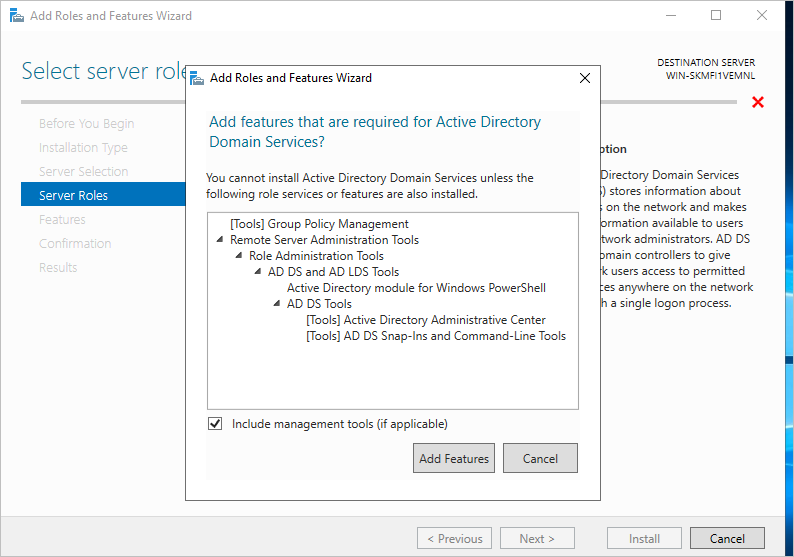 Add Roles and Features Wizard
Select server role
DESTINATION SERVER
WIN-SKMFI1VEMNL
Before You Begin
Installation Type
Server Selection
Server Roles
Features
Confirmation
Results
Add Roles and Features Wizard
Add features that are required for Active Directory
Domain Services?
You cannot install Active Directory Domain Services unless the
following role services or features are also installed.
[Tools] Group Policy Management
Remote Server Administration Tools
Role Administration Tools
AD DS and AD LDS Tools
Active Directory module for Windows PowerShell
AD DS Tools
[Tools] Active Directory Administrative Center
[Tools] AD DS Snap-Ins and Command-Line Tools
Include management tools (if applicable)
Add Features
Cancel
ption
Directory Domain Services
S) stores information about
s on the network and makes
ormation available to users
twork administrators. AD DS
omain controllers to give
k users access to permitted
ces anywhere on the network
h a single logon process.
< Previous
Next >
Install
Cancel